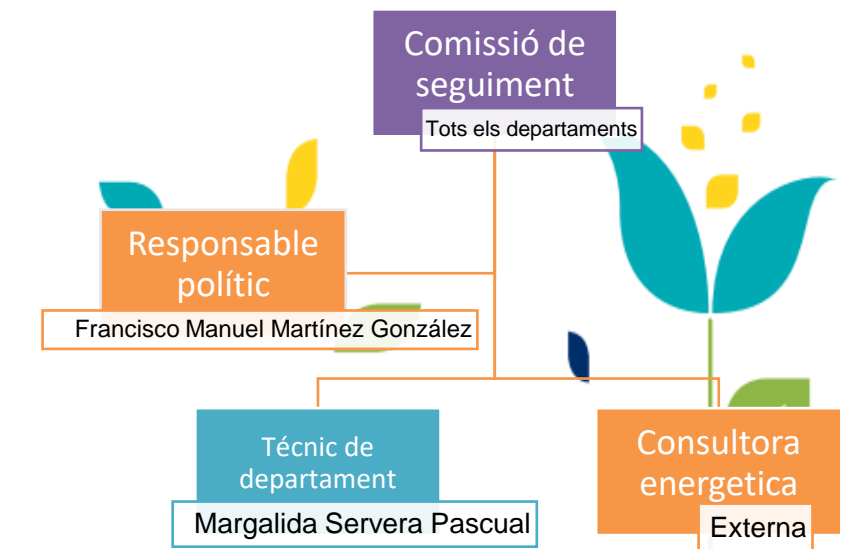 Comissió de
seguiment
Tots els departaments
Responsable
polític
Francisco Manuel Martínez González
Técnic de
departament
Margalida Servera Pascual
Consultora
energetica
Externa